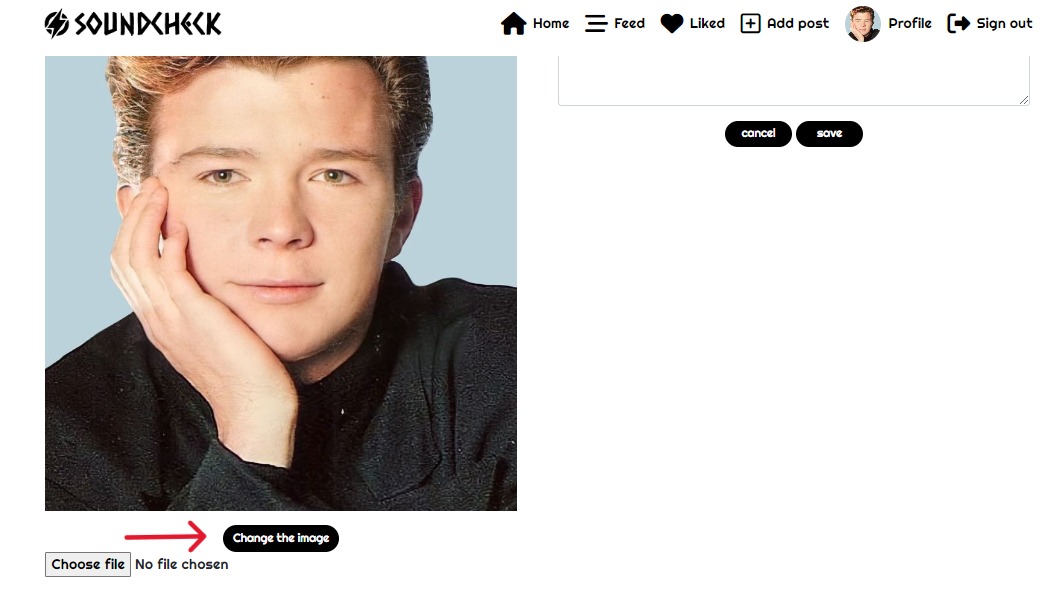 SOUNDCHECK
Home Feed Liked Add post Profile Sign out
cancel save
Change the image
Choose file No file chosen